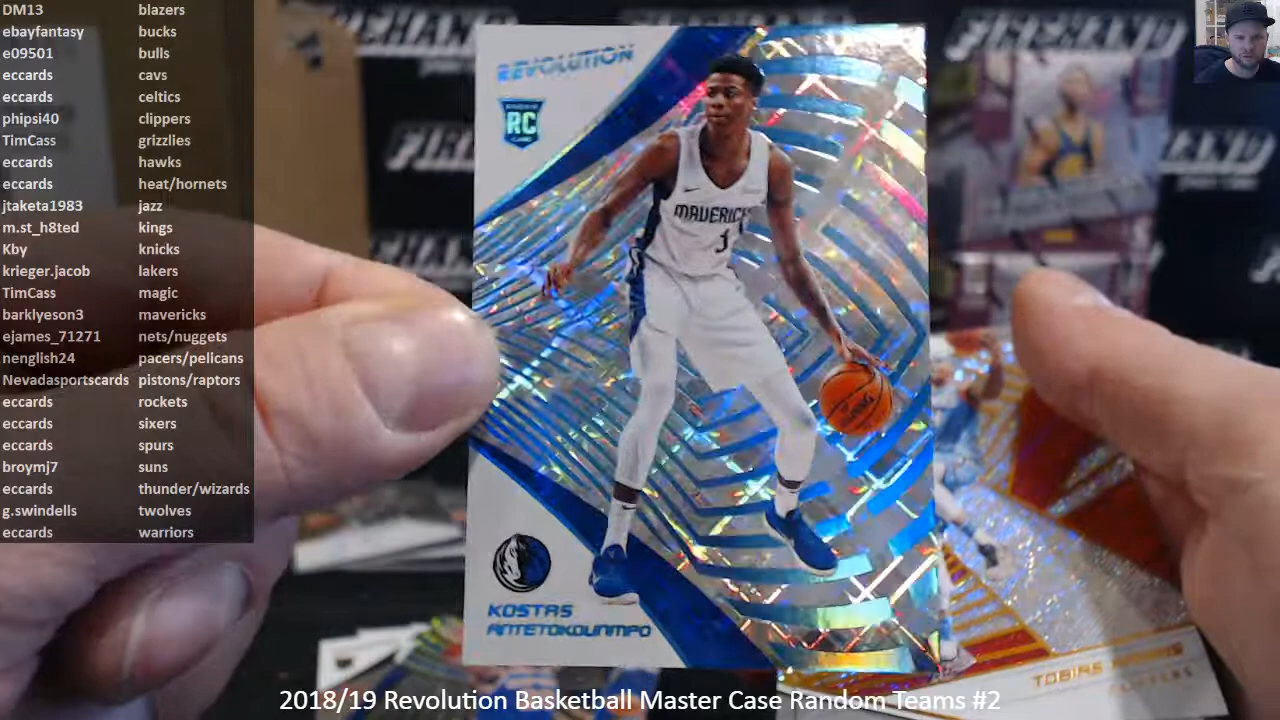 DM13 blazers
ebayfantasy bucks
e09501 bulls
eccards cavs
eccards celtics
phipsi40 clippers
TimCass grizzlies
eccards hawks
eccards heat/hornets
jtaketa1983 jazz
m.st_h8ted kings
Kby knicks
krieger.jacob lakers
TimCass magic
barklyeson3 mavericks
ejames_71271 nets/nuggets
nenglish24 pacers/pelicans
Nevadasportscards pistons/raptors
eccards rockets
eccards sixers
eccards spurs
broymj7 suns
eccards thunder/wizards
g.swindells twolves
eccards warriors
REVOLUTION
RC
MAVERICKS
KOSTAS
ANTETOKOUNMPO
TOBIAS
2018/19 Revolution Basketball Master Case Random Teams #2